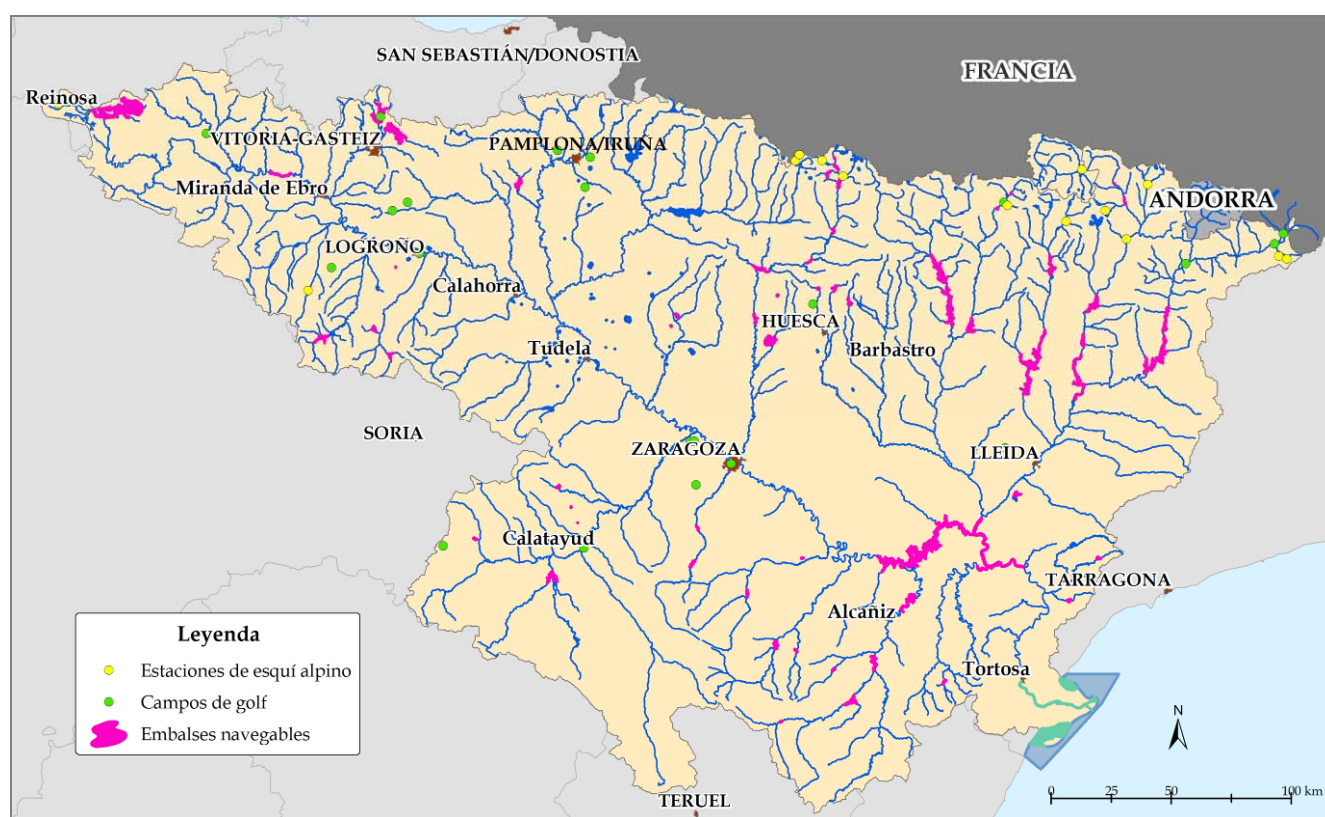 SAN SEBASTIÁN/DONOSTIA
FRANCIA
Reinosa
VITORIA-GASTEIZ
PAMPLONA/IRUÑA
Miranda de Ebro
ANDORRA
LOGROÑO
Calahorra
HUESCA
Tudela
Barbastro
SORIA
ZARAGOZA
LLEIDA
Calatayud
TARRAGONA
Alcañiz
Leyenda
Estaciones de esquí alpino
Campos de golf
Embalses navegables
Tortosa
N
TERUEL
0 25 50 100 km